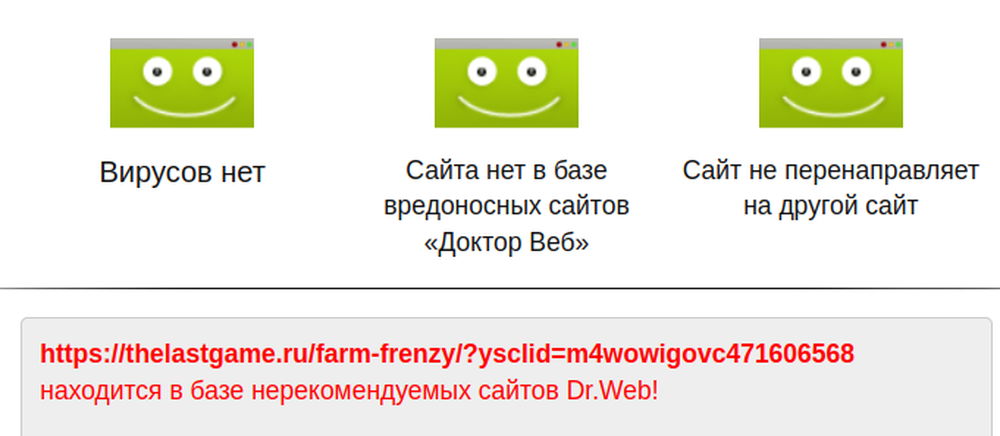 Вирусов нет
Сайта нет в базе
вредоносных сайтов
«Доктор Веб»
Сайт не перенаправляет
на другой сайт
https://thelastgame.ru/farm-frenzy/?ysclid=m4wowigovc471606568
находится в базе нерекомендуемых сайтов Dr.Web!